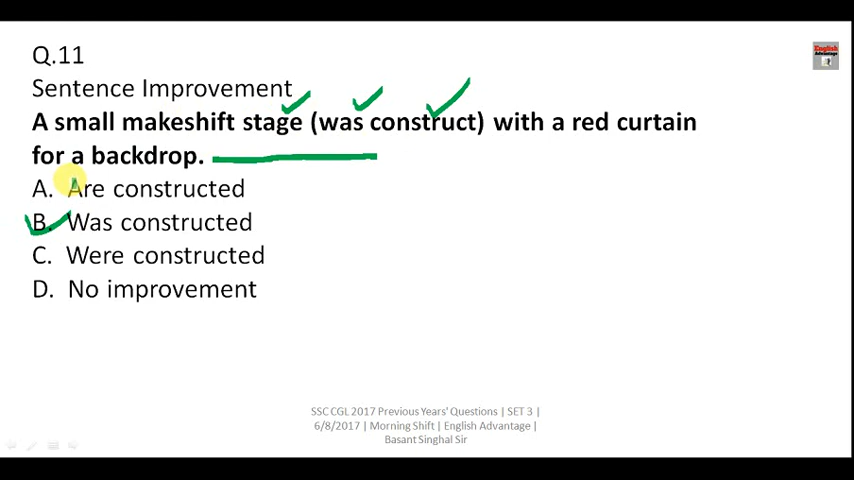 Q.11
English
Advantage
Sentence Improvement
A small makeshift stage (was construct) with a red curtain
for a backdrop.
A. Are constructed
B. Was constructed
C. Were constructed
D. No improvement
SSC CGL 2017 Previous Years' Questions | SET 3 |
6/8/2017 | Morning Shift | English Advantage |
Basant Singhal Sir